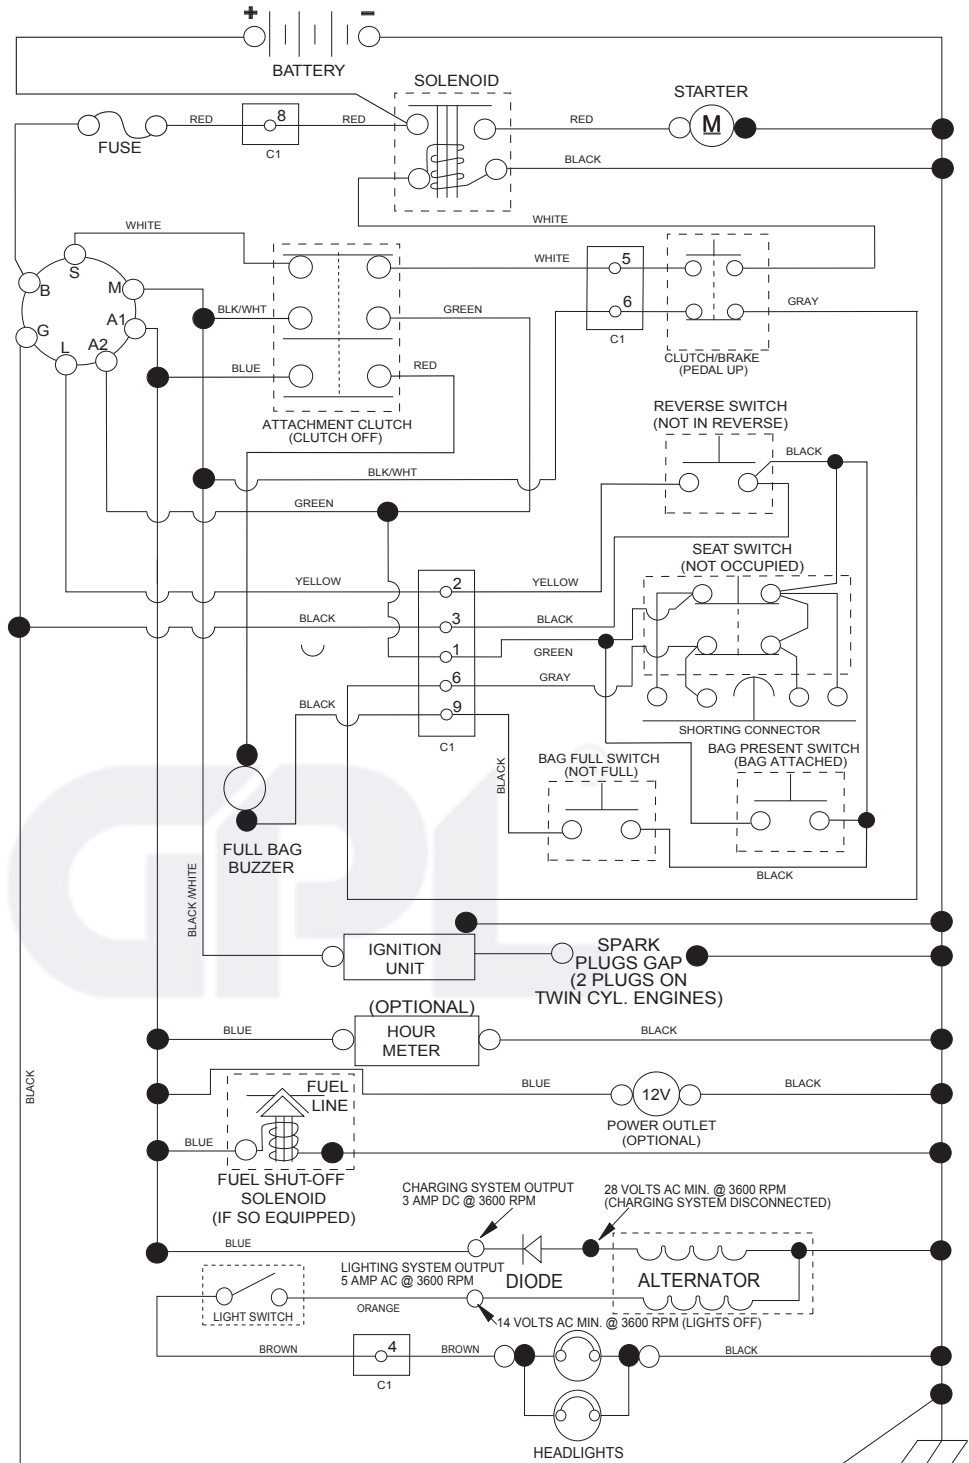 +
−
BATTERY
SOLENOID
STARTER
RED
8
RED
RED
M
FUSE
C1
BLACK
WHITE
WHITE
S
WHITE
5
B
M
BLK/WHT
GREEN
6
GRAY
G
A1
C1
L
A2
CLUTCH/BRAKE
(PEDAL UP)
BLUE
RED
ATTACHMENT CLUTCH
(CLUTCH OFF)
REVERSE SWITCH
(NOT IN REVERSE)
BLACK
BLK/WHT
GREEN
SEAT SWITCH
(NOT OCCUPIED)
YELLOW
2
YELLOW
BLACK
3
BLACK
1
GREEN
6
GRAY
BLACK
9
C1
SHORTING CONNECTOR
BAG PRESENT SWITCH
(BAG ATTACHED)
BAG FULL SWITCH
(NOT FULL)
BLACK
GPL
®
FULL BAG
BUZZER
BLACK
BLACK /WHITE
IGNITION
UNIT
SPARK
PLUGS GAP
(2 PLUGS ON
TWIN CYL. ENGINES)
(OPTIONAL)
BLUE
HOUR
METER
BLACK
BLACK
FUEL
LINE
BLUE
12V
BLACK
POWER OUTLET
(OPTIONAL)
BLUE
FUEL SHUT-OFF
SOLENOID
(IF SO EQUIPPED)
CHARGING SYSTEM OUTPUT
3 AMP DC @ 3600 RPM
28 VOLTS AC MIN. @ 3600 RPM
(CHARGING SYSTEM DISCONNECTED)
BLUE
LIGHTING SYSTEM OUTPUT
5 AMP AC @ 3600 RPM
DIODE
ALTERNATOR
LIGHT SWITCH
ORANGE
14 VOLTS AC MIN. @ 3600 RPM (LIGHTS OFF)
BROWN
4
BROWN
BLACK
C1
HEADLIGHTS